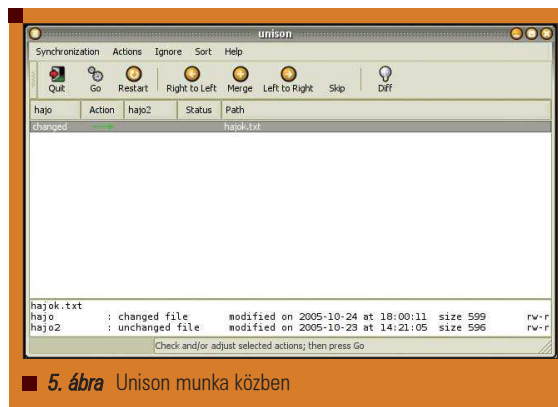 unison
Synchronization Actions Ignore Sort Help
Quit Go Restart Right to Left Merge Left to Right Skip Diff
hajo Action hajo2 Status Path
changed hajok.txt
hajok.txt
hajo : changed file modified on 2005-10-24 at 18:00:11 size 599 rw-r
hajo2 : unchanged file modified on 2005-10-23 at 14:21:05 size 596 rw-r
Check and/or adjust selected actions; then press Go
5. ábra Unison munka közben